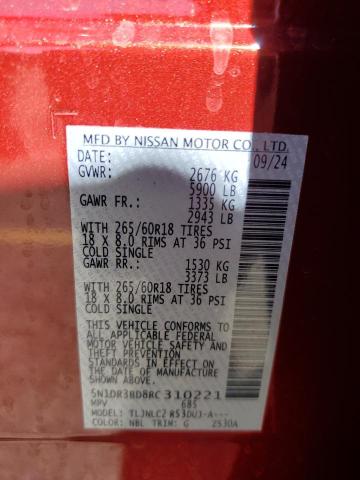 MFD BY NISSAN MOTOR CO., LTD.
DATE: 09/24
GVWR: 2676 KG
5900 LB
GAWR FR: 1335 KG
2943 LB
WITH 265/60R18 TIRES
18 X 8.0 RIMS AT 36 PSI
COLD SINGLE
GAWR RR: 1530 KG
3373 LB
WITH 265/60R18 TIRES
18 X 8.0 RIMS AT 36 PSI
COLD SINGLE
THIS VEHICLE CONFORMS TO
ALL APPLICABLE FEDERAL
MOTOR VEHICLE SAFETY AND
THEFT PREVENTION
STANDARDS IN EFFECT ON THE
DATE OF MANUFACTURE SHOWN
ABOVE.
5N1DR3BD8RC310221
MPV 685
MODEL: TLJNLCZ R53DUJ-A---
COLOR: NBL TRIM: G 2530A